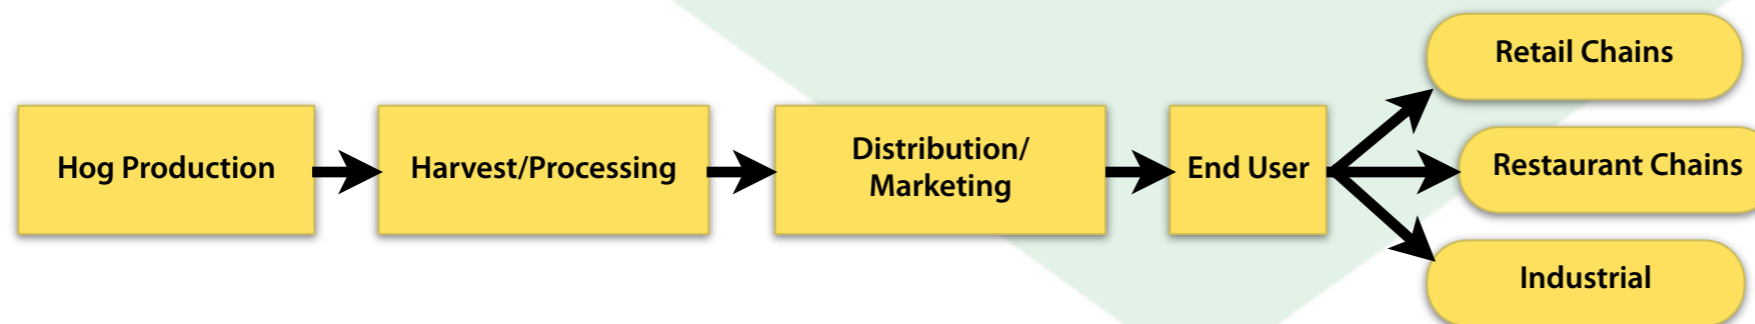 Hog Production
Harvest/Processing
Distribution/
Marketing
End User
Retail Chains
Restaurant Chains
Industrial